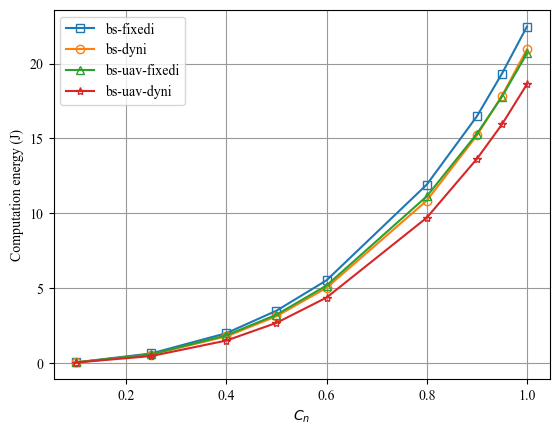 bs-fixedi
bs-dyni
bs-uav-fixedi
bs-uav-dyni
Computation energy (J)
20
15
10
5
0
0.2 0.4 0.6 0.8 1.0
Cn